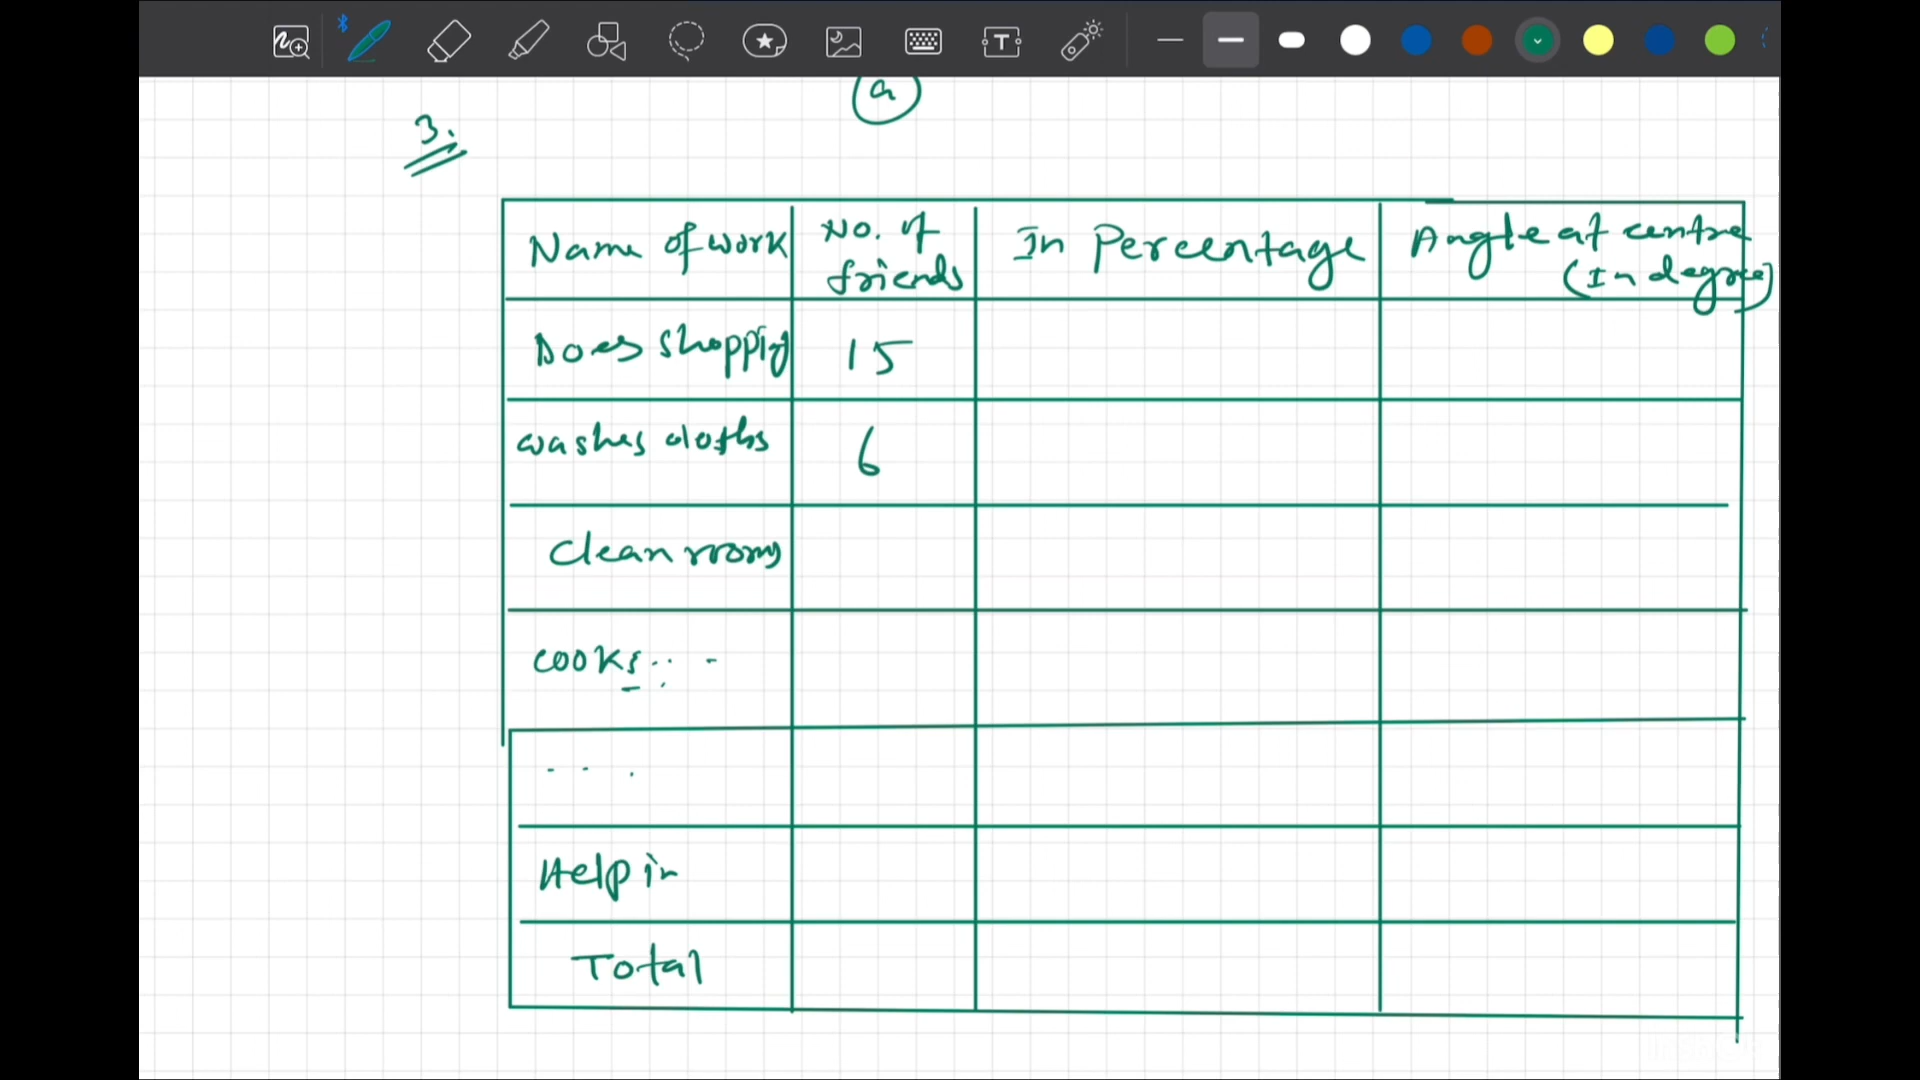 a
3.
Name of work No. of friends In Percentage Angle at centre (In degree)
Does shopping 15
washes cloths 6
Clean rooms
cooks . . . -
- - .
Help in
Total